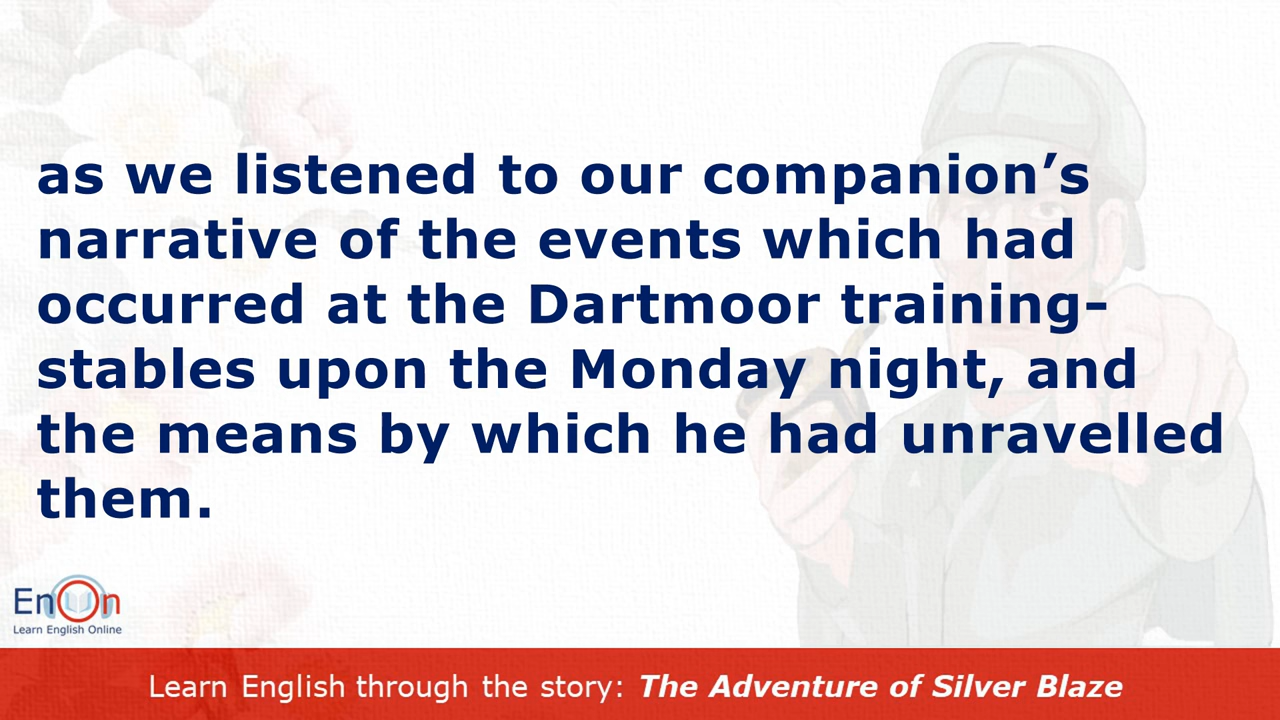 as we listened to our companion’s
narrative of the events which had
occurred at the Dartmoor training-
stables upon the Monday night, and
the means by which he had unravelled
them.
EnOn
Learn English Online
Learn English through the story: The Adventure of Silver Blaze